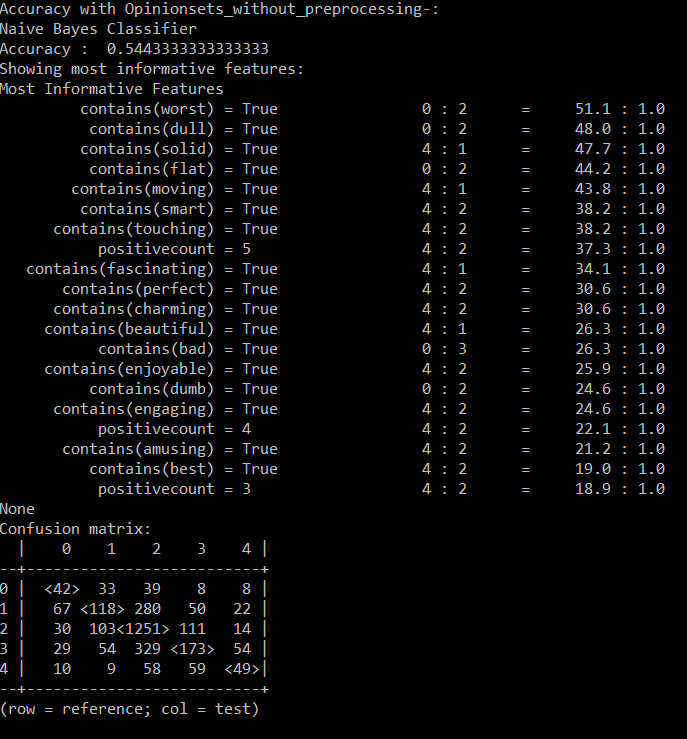 Accuracy with Opinionsets_without_preprocessing-:
Naive Bayes Classifier
Accuracy :  0.5443333333333333
Showing most informative features:
Most Informative Features
         contains(worst) = True                0 : 2      =     51.1 : 1.0
          contains(dull) = True                0 : 2      =     48.0 : 1.0
         contains(solid) = True                4 : 1      =     47.7 : 1.0
          contains(flat) = True                0 : 2      =     44.2 : 1.0
        contains(moving) = True                4 : 1      =     43.8 : 1.0
         contains(smart) = True                4 : 2      =     38.2 : 1.0
      contains(touching) = True                4 : 2      =     38.2 : 1.0
           positivecount = 5                   4 : 2      =     37.3 : 1.0
   contains(fascinating) = True                4 : 1      =     34.1 : 1.0
       contains(perfect) = True                4 : 2      =     30.6 : 1.0
      contains(charming) = True                4 : 2      =     30.6 : 1.0
     contains(beautiful) = True                4 : 1      =     26.3 : 1.0
           contains(bad) = True                0 : 3      =     26.3 : 1.0
     contains(enjoyable) = True                4 : 2      =     25.9 : 1.0
          contains(dumb) = True                0 : 2      =     24.6 : 1.0
      contains(engaging) = True                4 : 2      =     24.6 : 1.0
           positivecount = 4                   4 : 2      =     22.1 : 1.0
       contains(amusing) = True                4 : 2      =     21.2 : 1.0
          contains(best) = True                4 : 2      =     19.0 : 1.0
           positivecount = 3                   4 : 2      =     18.9 : 1.0
None
Confusion matrix:
  |    0    1    2    3    4 |
--+--------------------------+
0 |  <42>  33   39    8    8 |
1 |   67 <118> 280   50   22 |
2 |   30  103<1251> 111   14 |
3 |   29   54  329 <173>  54 |
4 |   10    9   58   59  <49>|
--+--------------------------+
(row = reference; col = test)